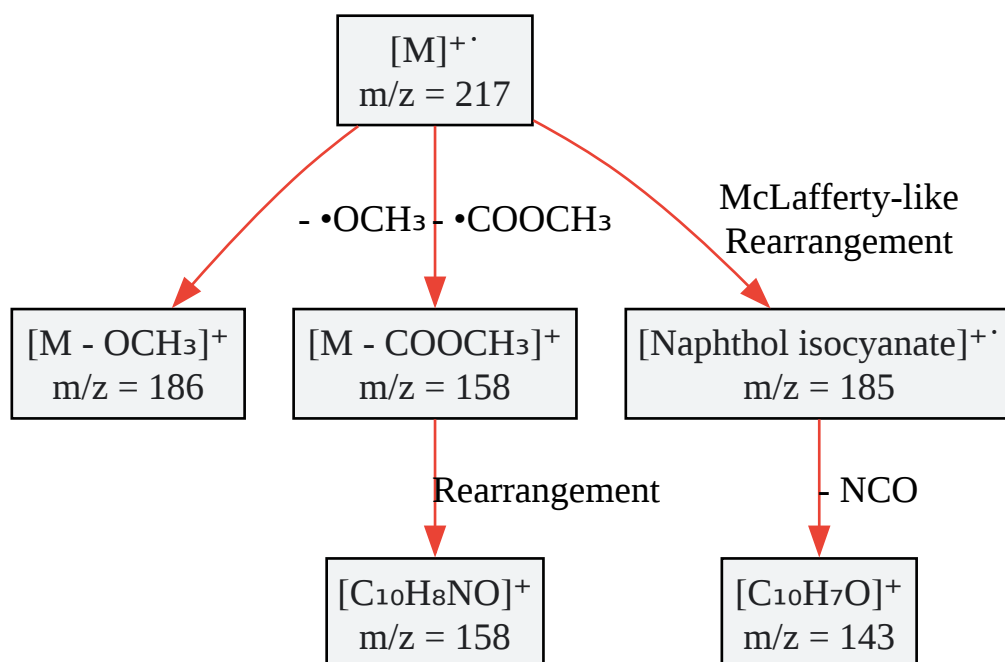 [M]⁺˙
m/z = 217
- •OCH₃
- •COOCH₃
McLafferty-like
Rearrangement
[M - OCH₃]⁺
m/z = 186
[M - COOCH₃]⁺
m/z = 158
[Naphthol isocyanate]⁺˙
m/z = 185
Rearrangement
- NCO
[C₁₀H₈NO]⁺
m/z = 158
[C₁₀H₇O]⁺
m/z = 143